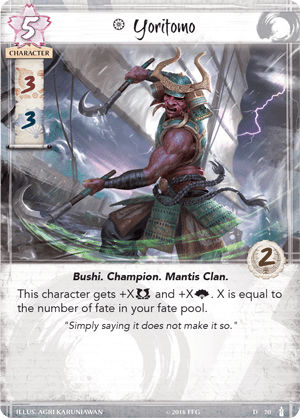 5
Yoritomo
CHARACTER
3
3
2
Bushi. Champion. Mantis Clan.
This character gets +X and +X. X is equal to
the number of fate in your fate pool.
"Simply saying it does not make it so."
ILLUS. AGRI KARUNIAWAN
© 2018 FFG
D 70